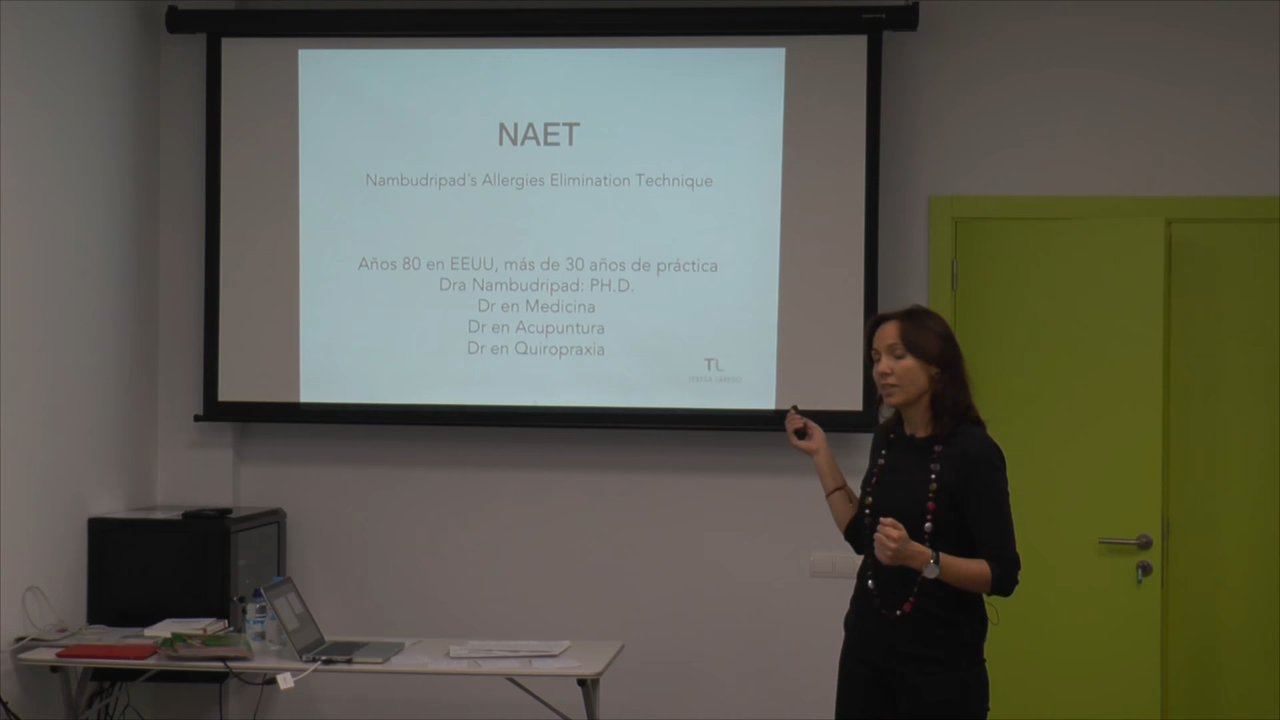 NAET
Nambudripad´s Allergies Elimination Technique
Años 80 en EEUU, más de 30 años de práctica
Dra Nambudripad: PH.D.
Dr en Medicina
Dr en Acupuntura
Dr en Quiropraxia
TL